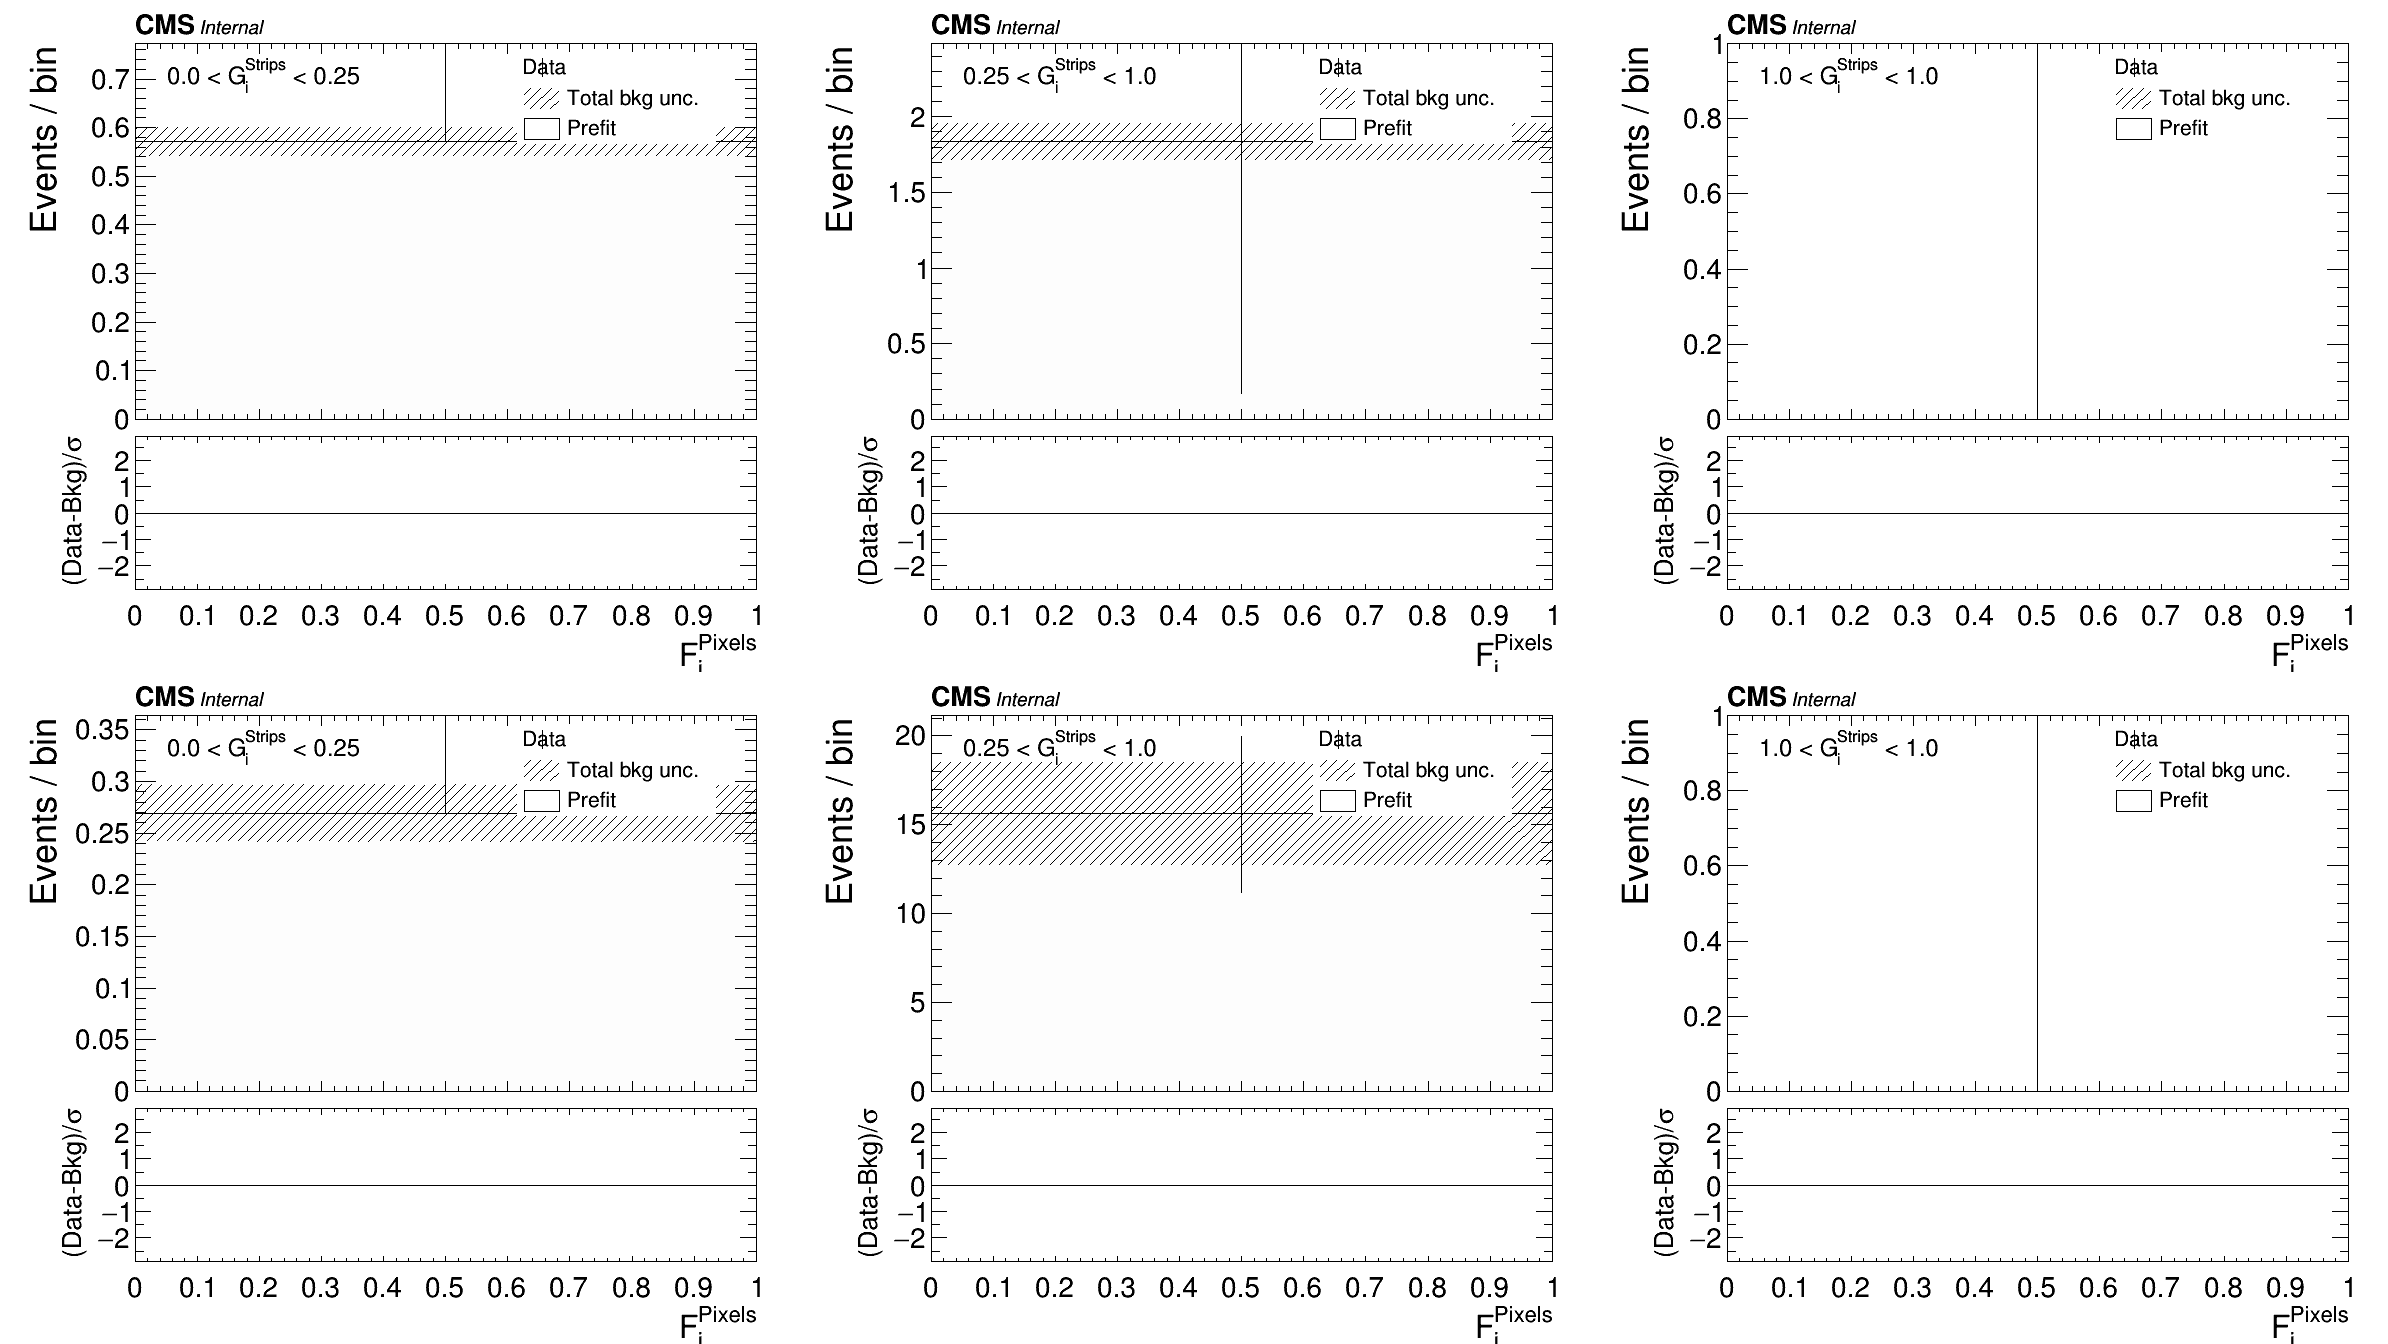 CMS Internal
0.0 < G_i^Strips < 0.25
Data
Total bkg unc.
Prefit
Events / bin
0.7
0.6
0.5
0.4
0.3
0.2
0.1
0
(Data-Bkg)/σ
2
1
0
−1
−2
0 0.1 0.2 0.3 0.4 0.5 0.6 0.7 0.8 0.9 1
F_i^Pixels
CMS Internal
0.25 < G_i^Strips < 1.0
Data
Total bkg unc.
Prefit
Events / bin
2
1.5
1
0.5
0
(Data-Bkg)/σ
2
1
0
−1
−2
0 0.1 0.2 0.3 0.4 0.5 0.6 0.7 0.8 0.9 1
F_i^Pixels
CMS Internal
1.0 < G_i^Strips < 1.0
Data
Total bkg unc.
Prefit
Events / bin
1
0.8
0.6
0.4
0.2
0
(Data-Bkg)/σ
2
1
0
−1
−2
0 0.1 0.2 0.3 0.4 0.5 0.6 0.7 0.8 0.9 1
F_i^Pixels
CMS Internal
0.0 < G_i^Strips < 0.25
Data
Total bkg unc.
Prefit
Events / bin
0.35
0.3
0.25
0.2
0.15
0.1
0.05
0
(Data-Bkg)/σ
2
1
0
−1
−2
0 0.1 0.2 0.3 0.4 0.5 0.6 0.7 0.8 0.9 1
F_i^Pixels
CMS Internal
0.25 < G_i^Strips < 1.0
Data
Total bkg unc.
Prefit
Events / bin
20
15
10
5
0
(Data-Bkg)/σ
2
1
0
−1
−2
0 0.1 0.2 0.3 0.4 0.5 0.6 0.7 0.8 0.9 1
F_i^Pixels
CMS Internal
1.0 < G_i^Strips < 1.0
Data
Total bkg unc.
Prefit
Events / bin
1
0.8
0.6
0.4
0.2
0
(Data-Bkg)/σ
2
1
0
−1
−2
0 0.1 0.2 0.3 0.4 0.5 0.6 0.7 0.8 0.9 1
F_i^Pixels